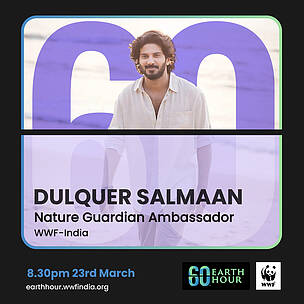 60
DULQUER SALMAAN
Nature Guardian Ambassador
WWF-India
8.30pm 23rd March
earthhour.wwfindia.org
60 EARTH
HOUR
WWF